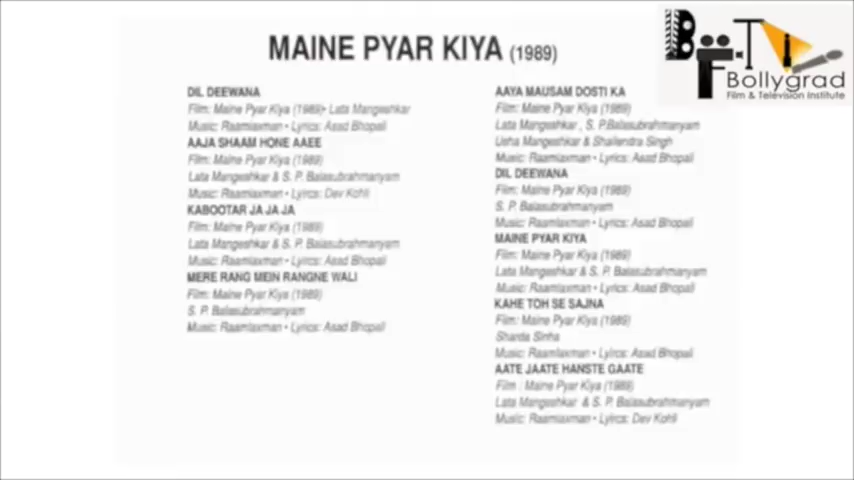 MAINE PYAR KIYA (1989)
DIL DEEWANA
Film: Maine Pyar Kiya (1989)• Lata Mangeshkar
Music: Raamlaxman • Lyrics: Asad Bhopali
AAJA SHAAM HONE AAEE
Film: Maine Pyar Kiya (1989)
Lata Mangeshkar & S. P. Balasubrahmanyam
Music: Raamlaxman • Lyrics: Dev Kohli
KABOOTAR JA JA JA
Film: Maine Pyar Kiya (1989)
Lata Mangeshkar & S. P. Balasubrahmanyam
Music: Raamlaxman • Lyrics: Asad Bhopali
MERE RANG MEIN RANGNE WALI
Film: Maine Pyar Kiya (1989)
S. P. Balasubrahmanyam
Music: Raamlaxman • Lyrics: Asad Bhopali
AAYA MAUSAM DOSTI KA
Film: Maine Pyar Kiya (1989)
Lata Mangeshkar , S. P.Balasubrahmanyam
Usha Mangeshkar & Shailendra Singh
Music: Raamlaxman • Lyrics: Asad Bhopali
DIL DEEWANA
Film: Maine Pyar Kiya (1989)
S. P. Balasubrahmanyam
Music: Raamlaxman • Lyrics: Asad Bhopali
MAINE PYAR KIYA
Film: Maine Pyar Kiya (1989)
Lata Mangeshkar & S. P. Balasubrahmanyam
Music: Raamlaxman • Lyrics: Asad Bhopali
KAHE TOH SE SAJNA
Film: Maine Pyar Kiya (1989)
Sharda Sinha
Music: Raamlaxman • Lyrics: Asad Bhopali
AATE JAATE HANSTE GAATE
Film : Maine Pyar Kiya (1989)
Lata Mangeshkar & S. P. Balasubrahmanyam
Music: Raamlaxman • Lyrics: Dev Kohli
BFTI
Bollygrad
Film & Television Institute